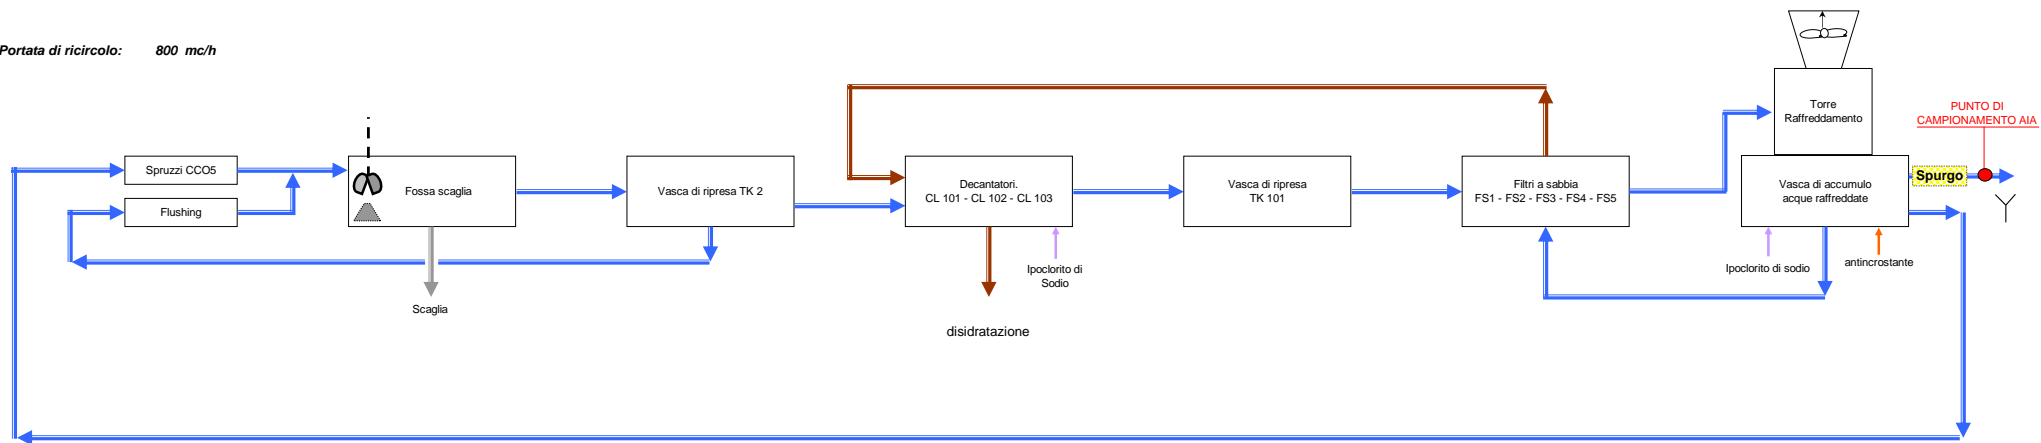 Portata di ricircolo: 800 mc/h
PUNTO DI
CAMPIONAMENTO AIA
Torre
Raffreddamento
Spruzzi CCO5
Flushing
Fossa scaglia
Vasca di ripresa TK 2
Decantatori.
CL 101 - CL 102 - CL 103
Vasca di ripresa
TK 101
Filtri a sabbia
FS1 - FS2 - FS3 - FS4 - FS5
Vasca di accumulo
acque raffreddate
Spurgo
Ipoclorito di
Sodio
Ipoclorito di sodio
antincrostante
Scaglia
disidratazione